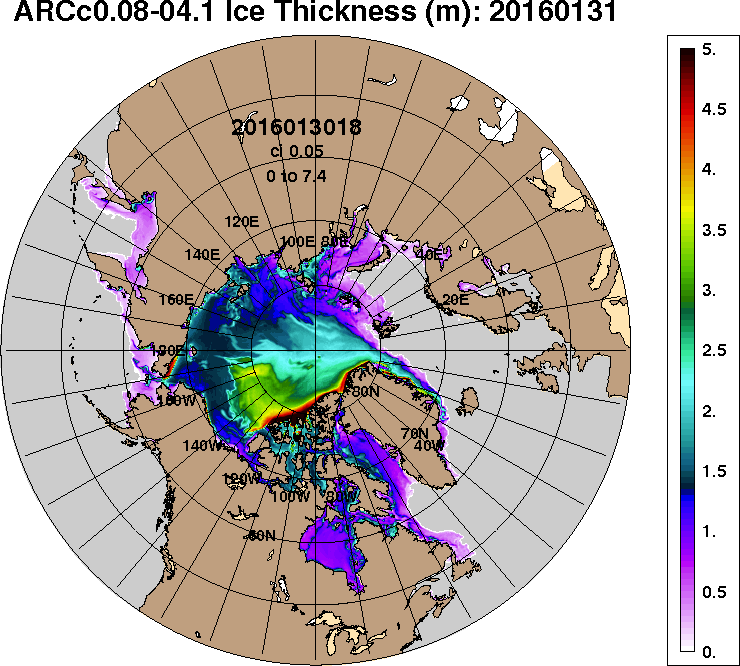 ARCc0.08-04.1 Ice Thickness (m): 20160131
5.
4.5
4.
3.5
3.
2.5
2.
1.5
1.
0.5
0.
2016013018
ci 0.05
0 to 7.4
120E
140E
100E
80E
40E
160E
20E
180E
160W
80N
140W
70N
40W
120W
100W
80W
60N